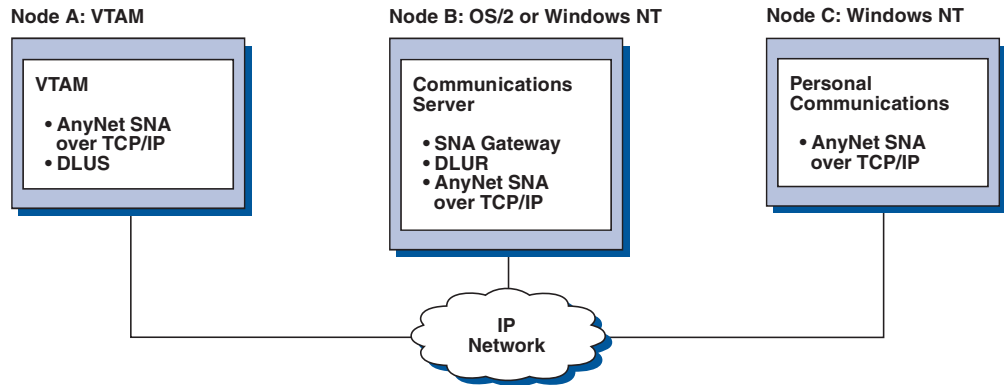 Node A: VTAM
Node B: OS/2 or Windows NT
Node C: Windows NT
VTAM
• AnyNet SNA
over TCP/IP
• DLUS
Communications
Server
• SNA Gateway
• DLUR
• AnyNet SNA
over TCP/IP
Personal
Communications
• AnyNet SNA
over TCP/IP
IP
Network